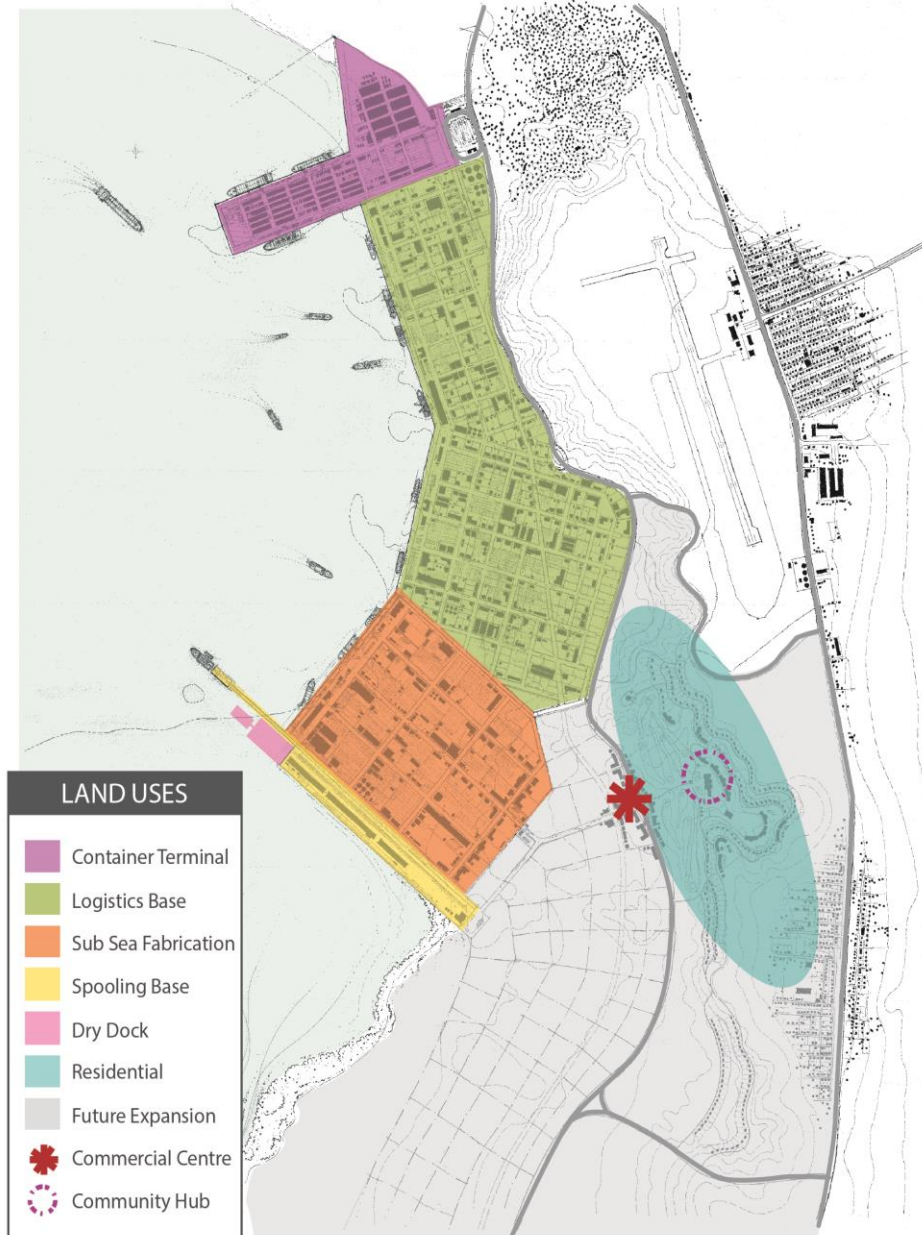 LAND USES
Container Terminal
Logistics Base
Sub Sea Fabrication
Spooling Base
Dry Dock
Residential
Future Expansion
Commercial Centre
Community Hub